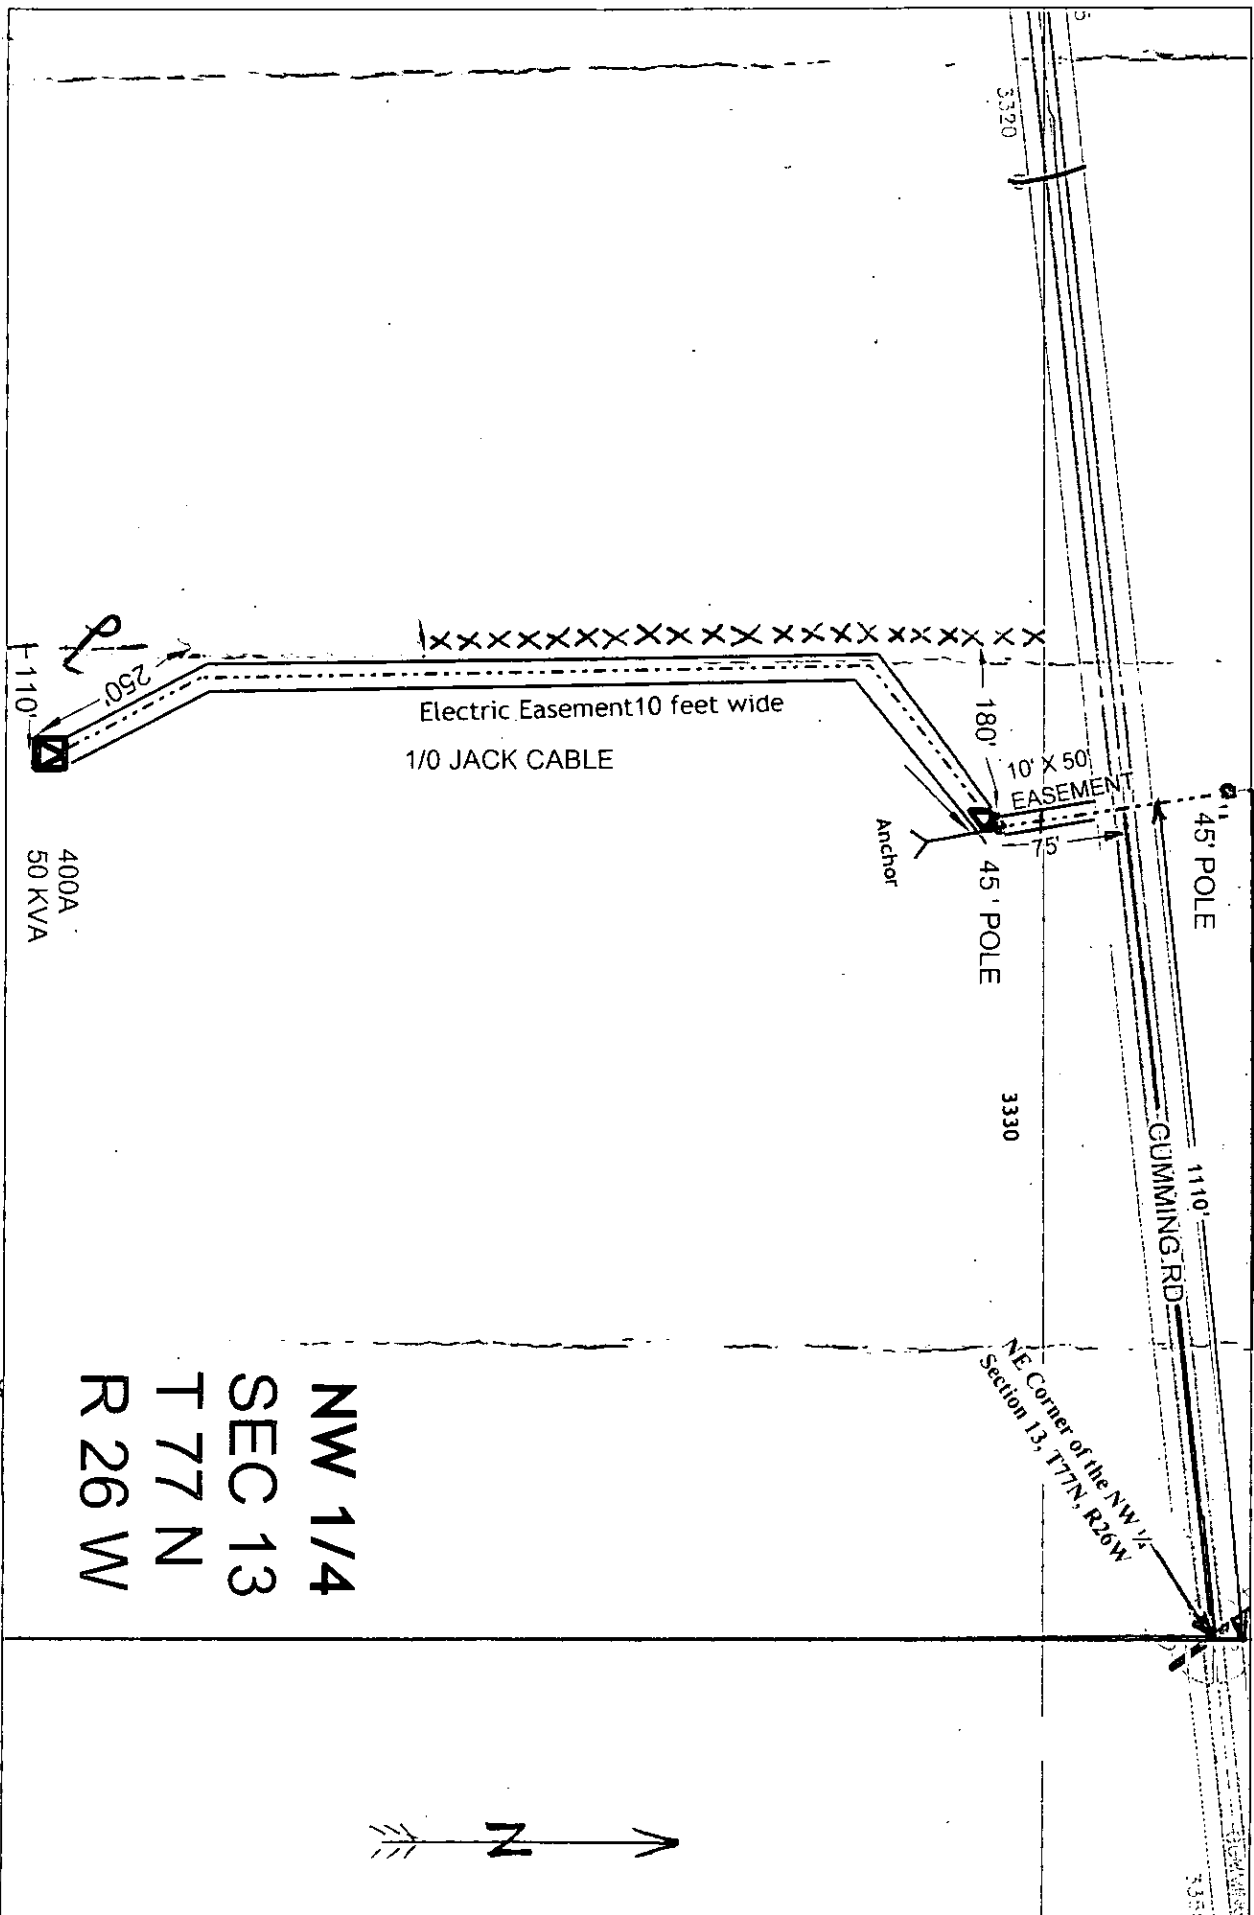 3320
45' POLE
10' X 50'
EASEMENT
180'
75'
45' POLE
Anchor
Electric Easement 10 feet wide
1/0 JACK CABLE
250'
110'
400A
50 KVA
3330
1110'
CUMMING RD
NE Corner of the NW ¼
Section 13, T77N, R26W
NW 1/4
SEC 13
T 77 N
R 26 W
N